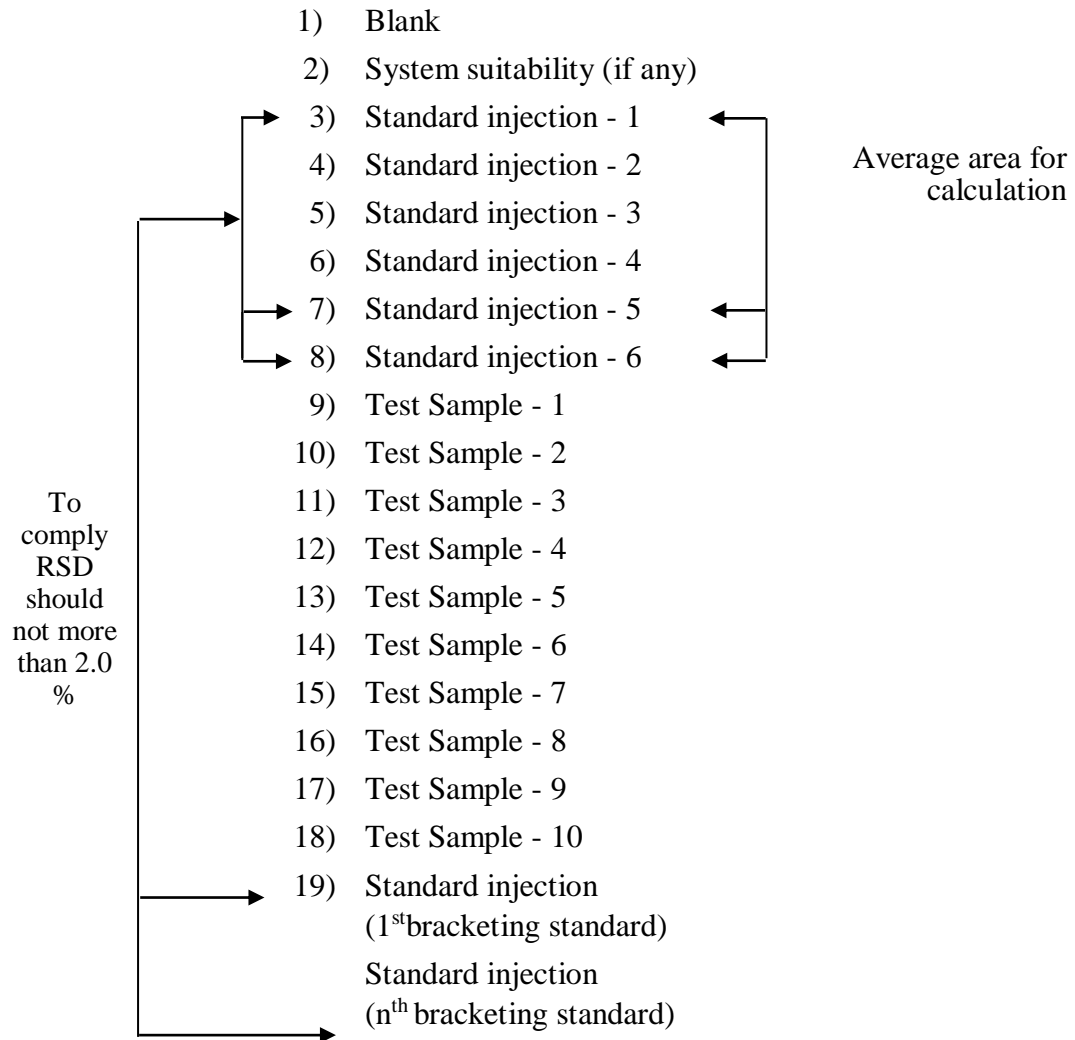 1) Blank
2) System suitability (if any)
3) Standard injection - 1
4) Standard injection - 2
Average area for
calculation
5) Standard injection - 3
6) Standard injection - 4
7) Standard injection - 5
8) Standard injection - 6
9) Test Sample - 1
10) Test Sample - 2
11) Test Sample - 3
12) Test Sample - 4
13) Test Sample - 5
14) Test Sample - 6
15) Test Sample - 7
16) Test Sample - 8
17) Test Sample - 9
18) Test Sample - 10
To
comply
RSD
should
not more
than 2.0
%
19) Standard injection
(1stbracketing standard)
Standard injection
(nth bracketing standard)